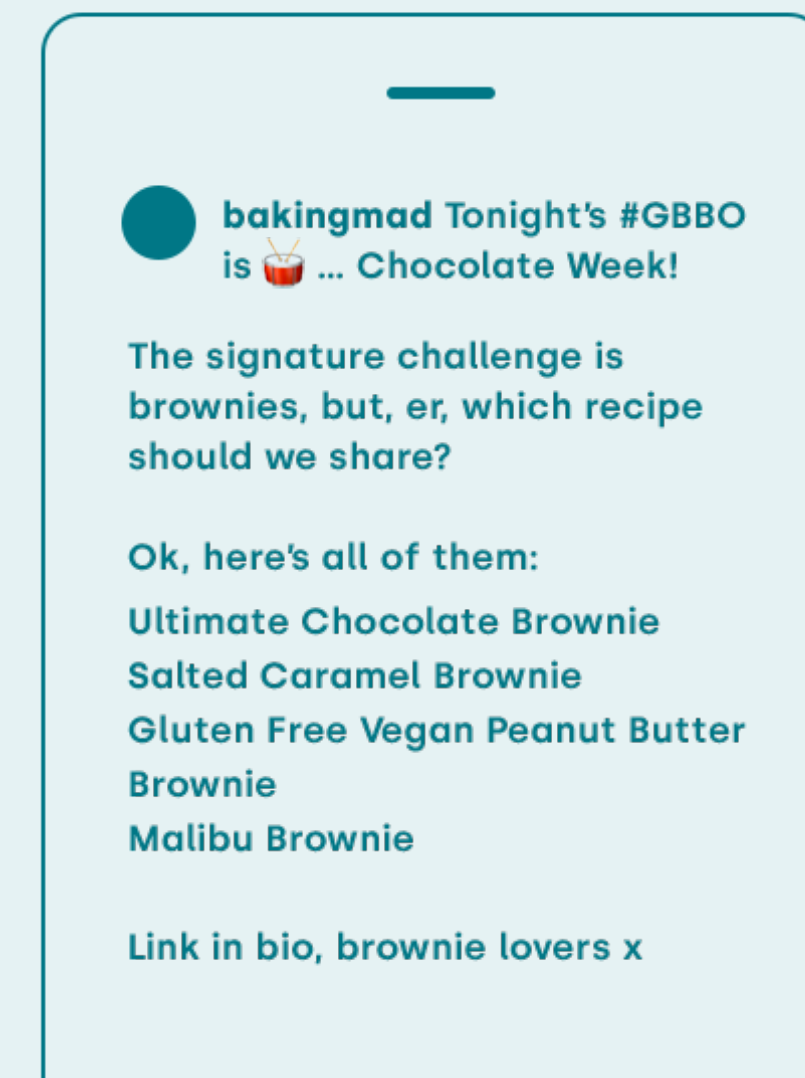 bakingmad Tonight’s #GBBO
is 🥁 ... Chocolate Week!
The signature challenge is
brownies, but, er, which recipe
should we share?
Ok, here’s all of them:
Ultimate Chocolate Brownie
Salted Caramel Brownie
Gluten Free Vegan Peanut Butter
Brownie
Malibu Brownie
Link in bio, brownie lovers x